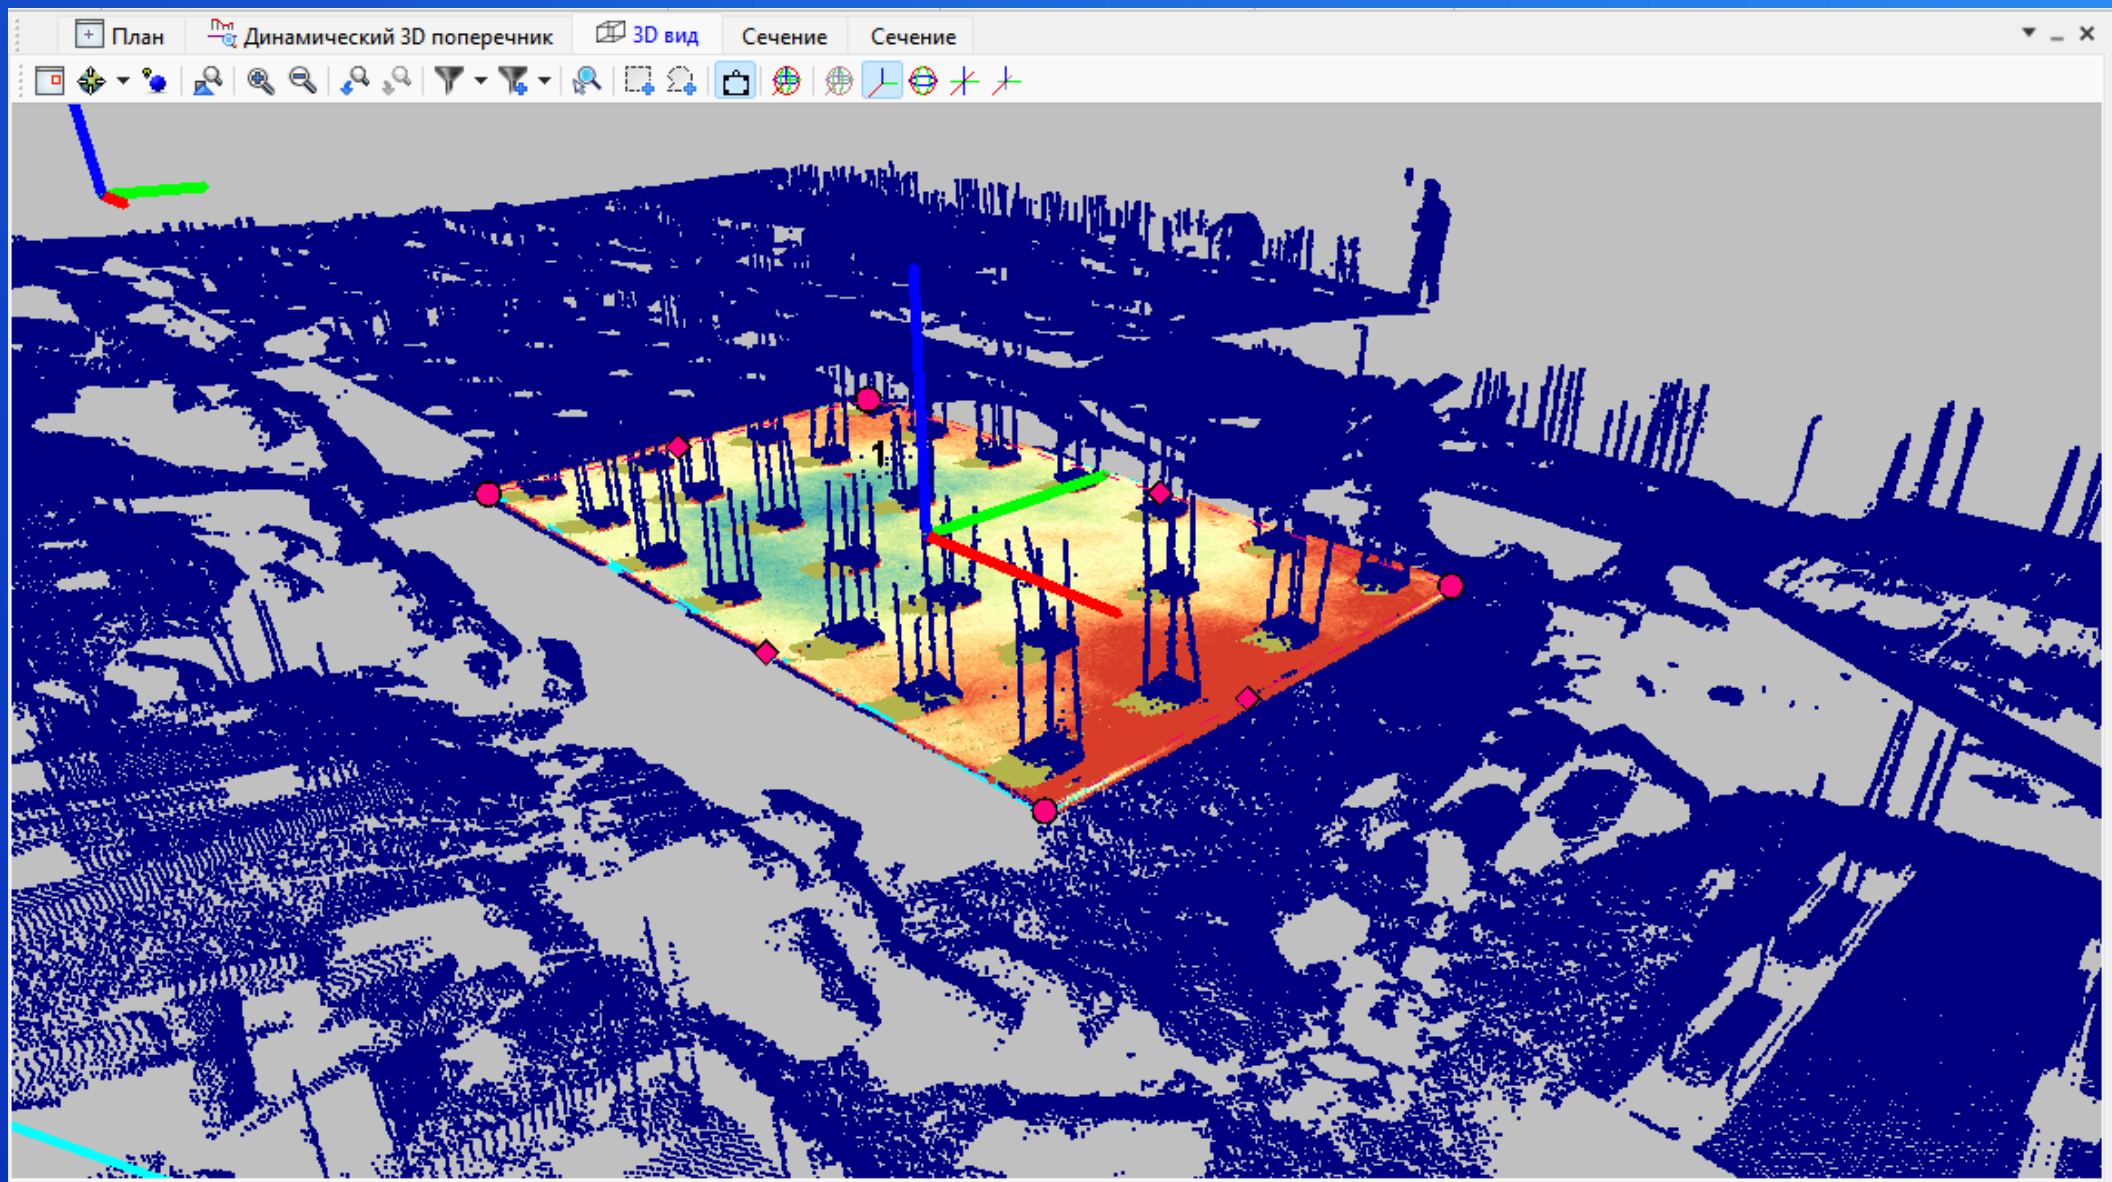 План
Динамический 3D поперечник
3D вид
Сечение
Сечение
1